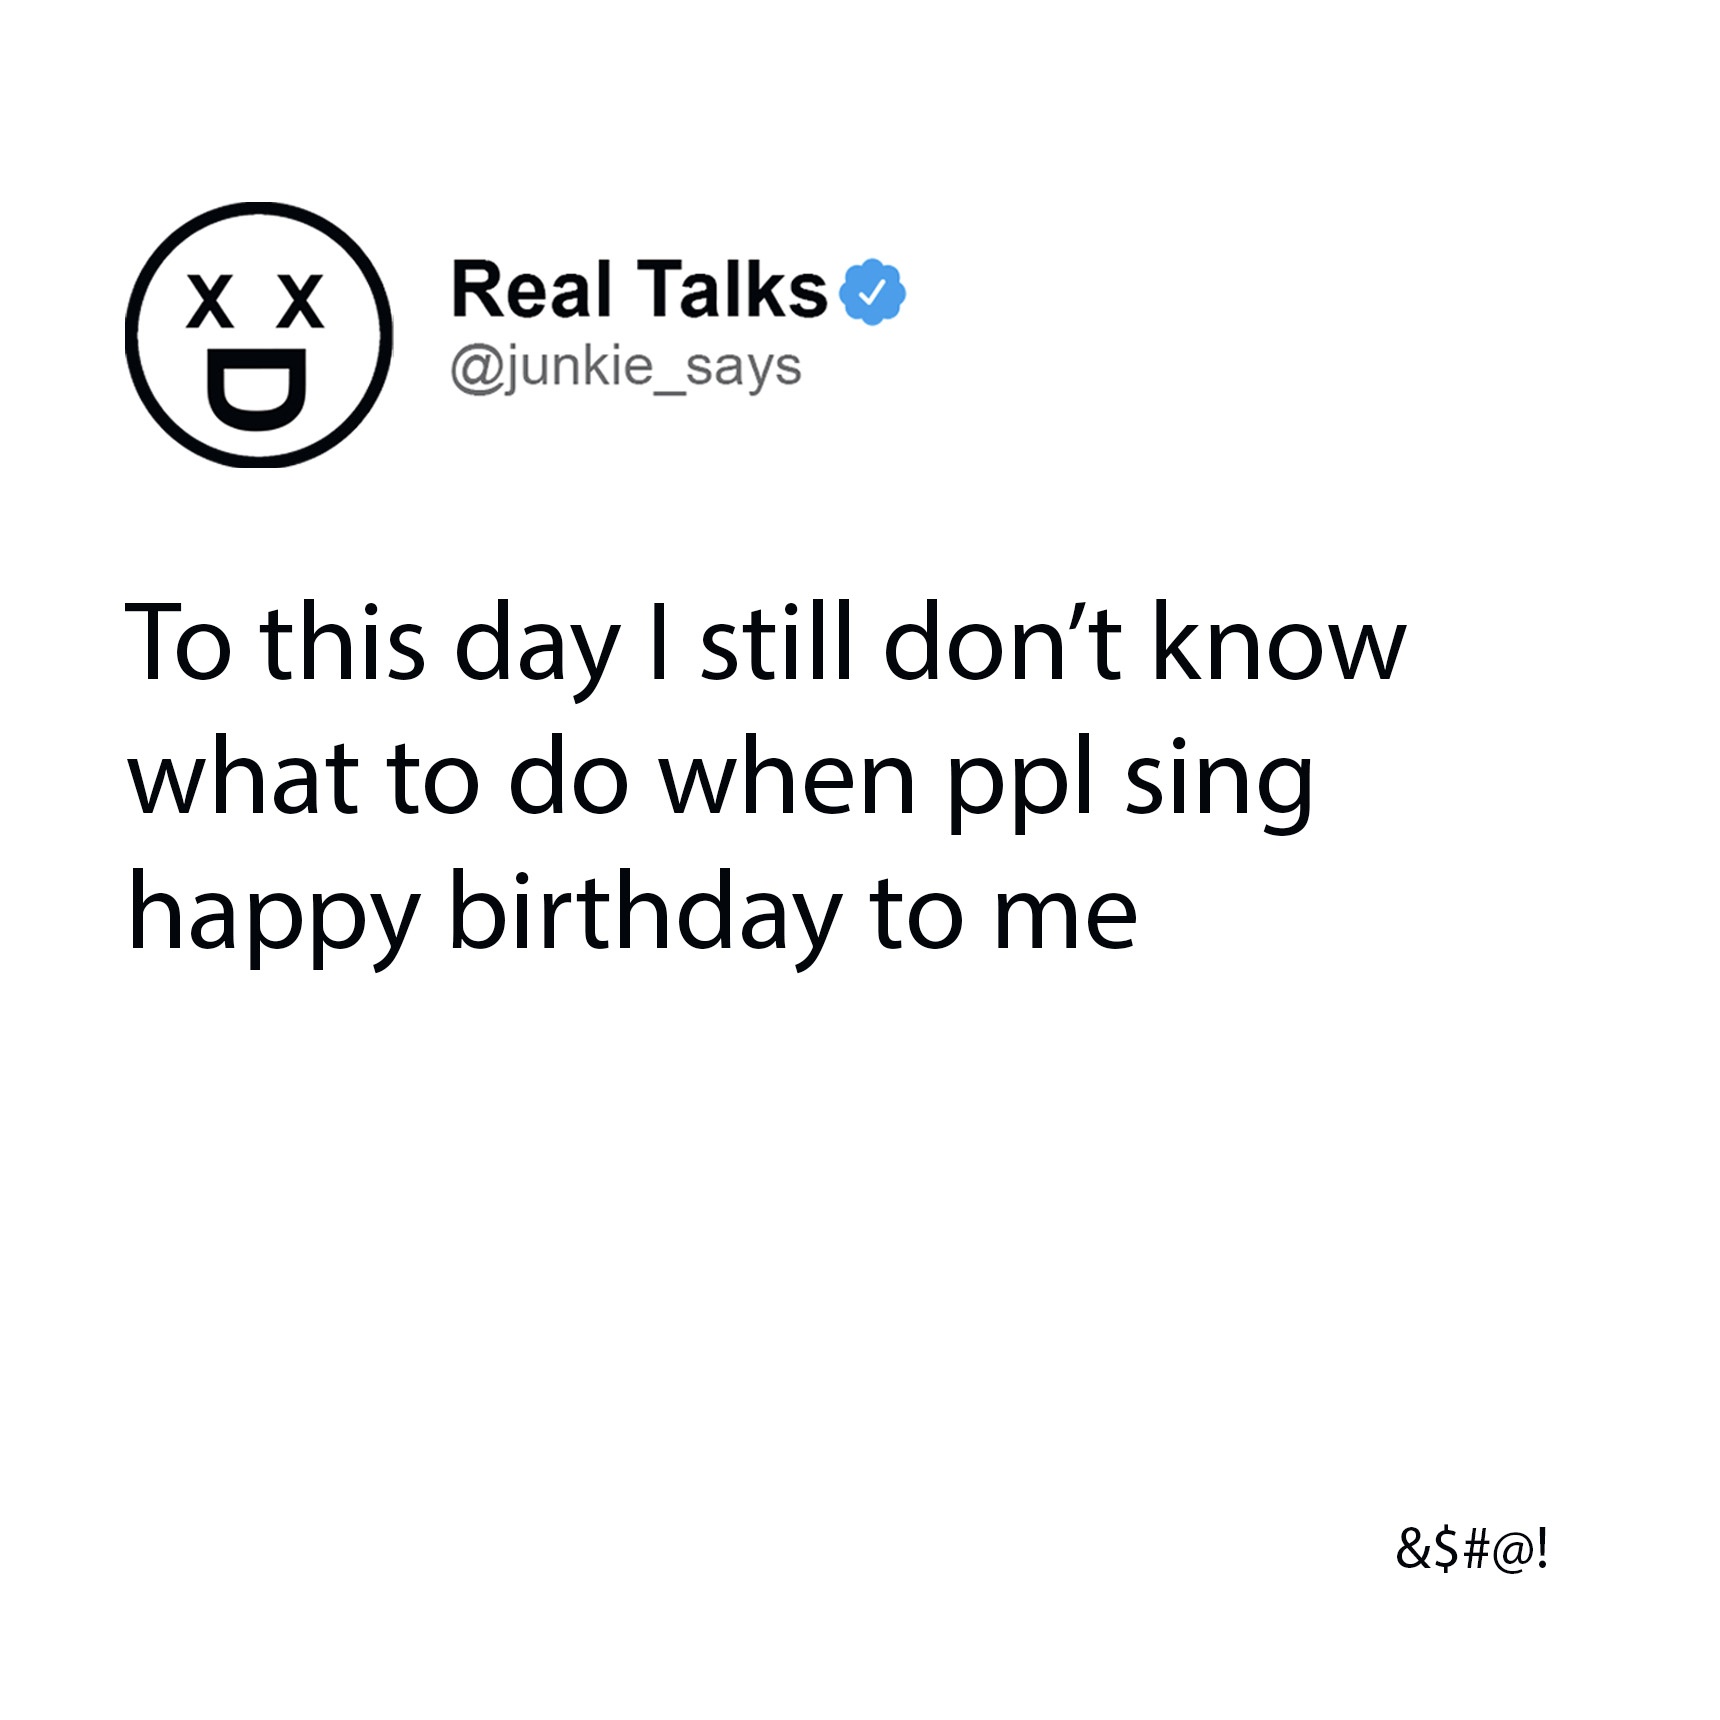 Real Talks
@junkie_says
To this day I still don’t know
what to do when ppl sing
happy birthday to me
&$#@!